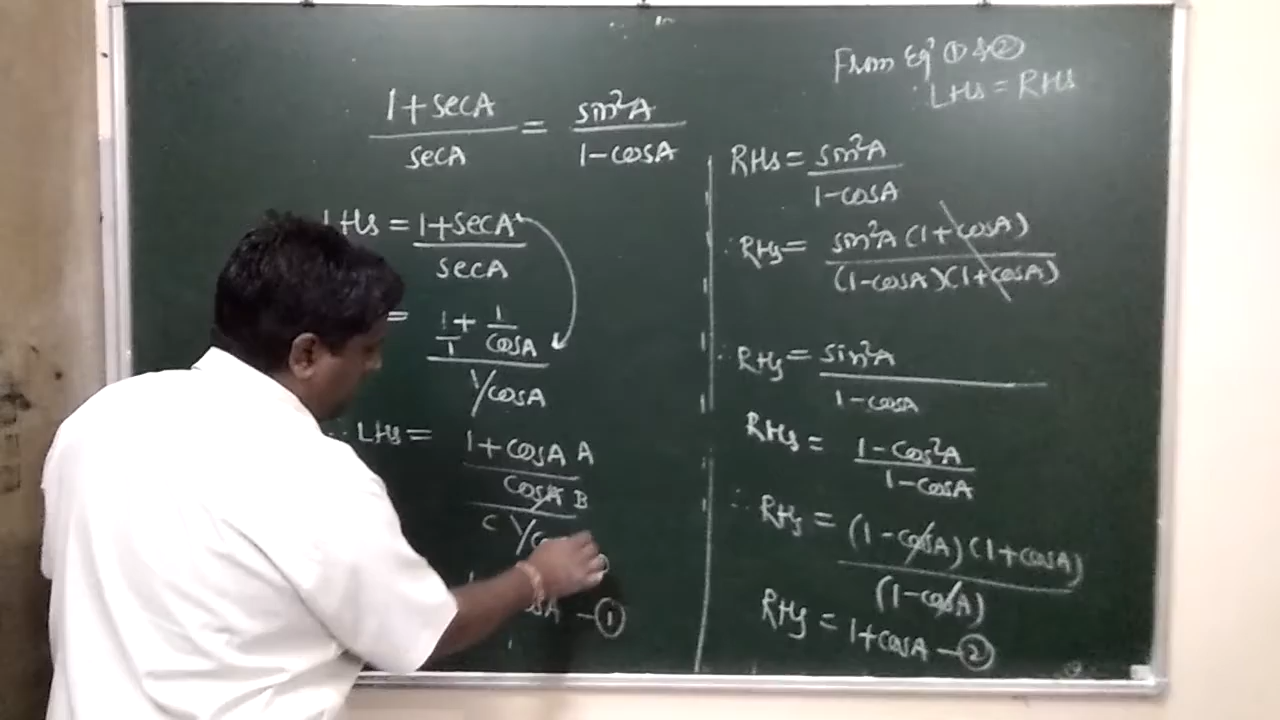 1+secA / secA = sin²A / 1-cosA
LHS = 1+secA / secA
= 1/1 + 1/cosA / 1/cosA
LHS = 1+cosA A
cosA B
C 1/
cosA - ①
From Eqⁿ ① & ②
LHS = RHS
RHS = sin²A / 1-cosA
∴ RHS = sin²A (1+cosA) / (1-cosA)(1+cosA)
∴ RHS = sin²A / 1-cosA
RHS = 1-cos²A / 1-cosA
∴ RHS = (1-cosA)(1+cosA) / (1-cosA)
RHS = 1+cosA - ②